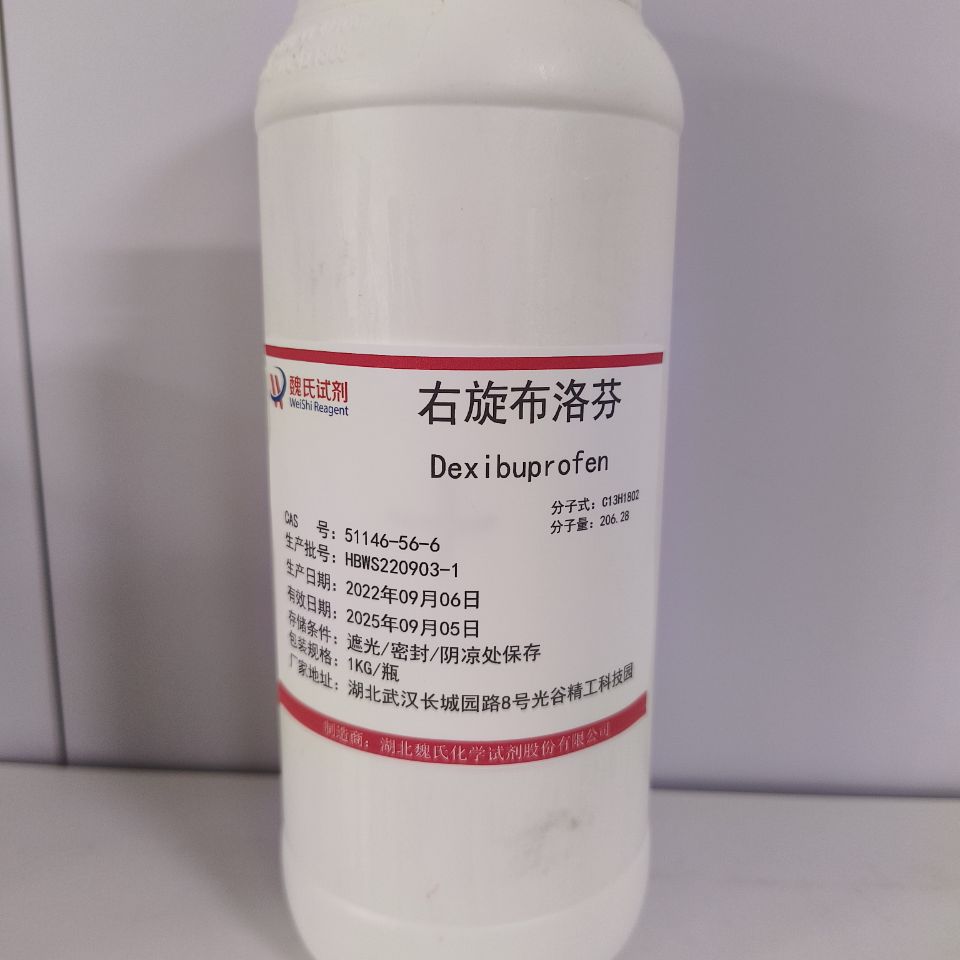 魏氏试剂
WeiShi Reagent
右旋布洛芬
Dexibuprofen
分子式：C13H18O2
分子量：206.28
CAS 号：51146-56-6
生产批号：HBWS220903-1
生产日期：2022年09月06日
有效日期：2025年09月05日
存储条件：遮光/密封/阴凉处保存
包装规格：1KG/瓶
厂家地址：湖北武汉长城园路8号光谷精工科技园
制造商：湖北魏氏化学试剂股份有限公司